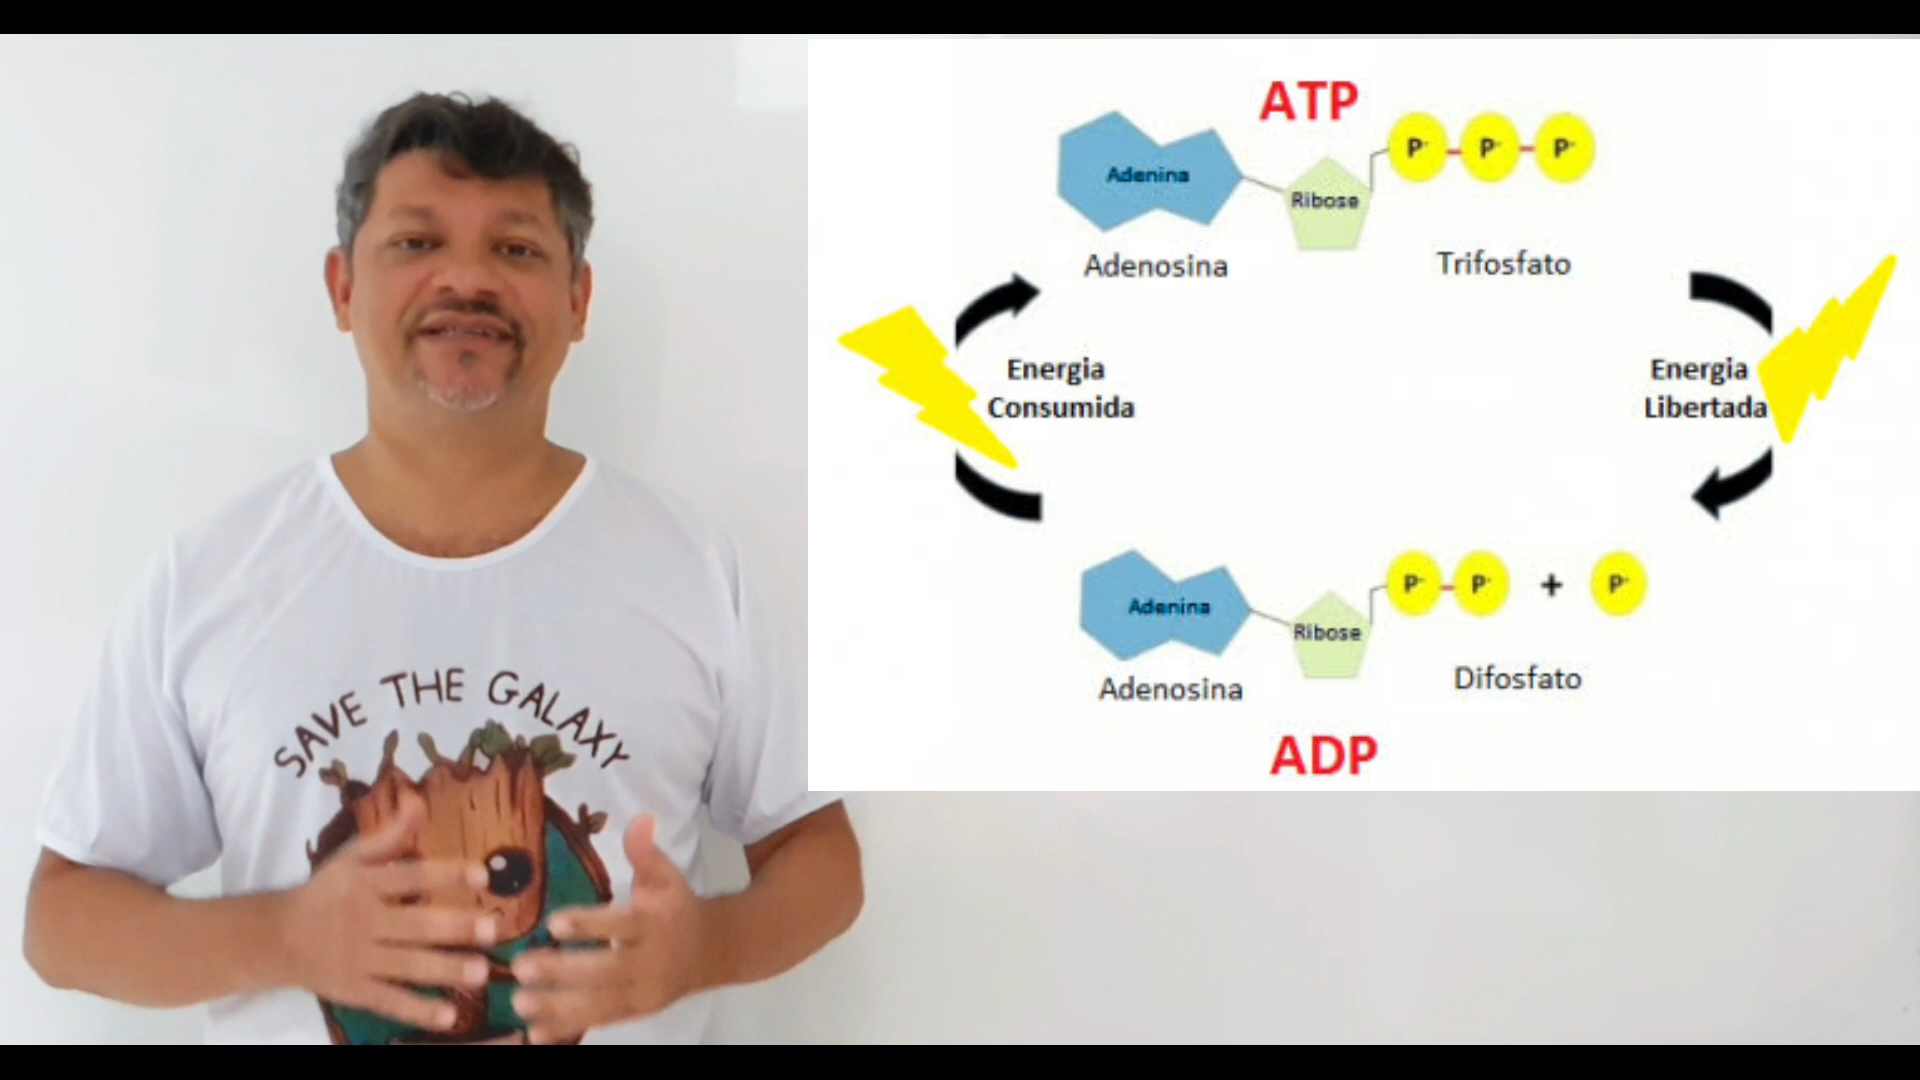 ATP
Adenina
Ribose
P⁻ P⁻ P⁻
Adenosina
Trifosfato
Energia
Consumida
Energia
Libertada
Adenina
Ribose
P⁻ P⁻ + P⁻
Adenosina
Difosfato
ADP
SAVE THE GALAXY